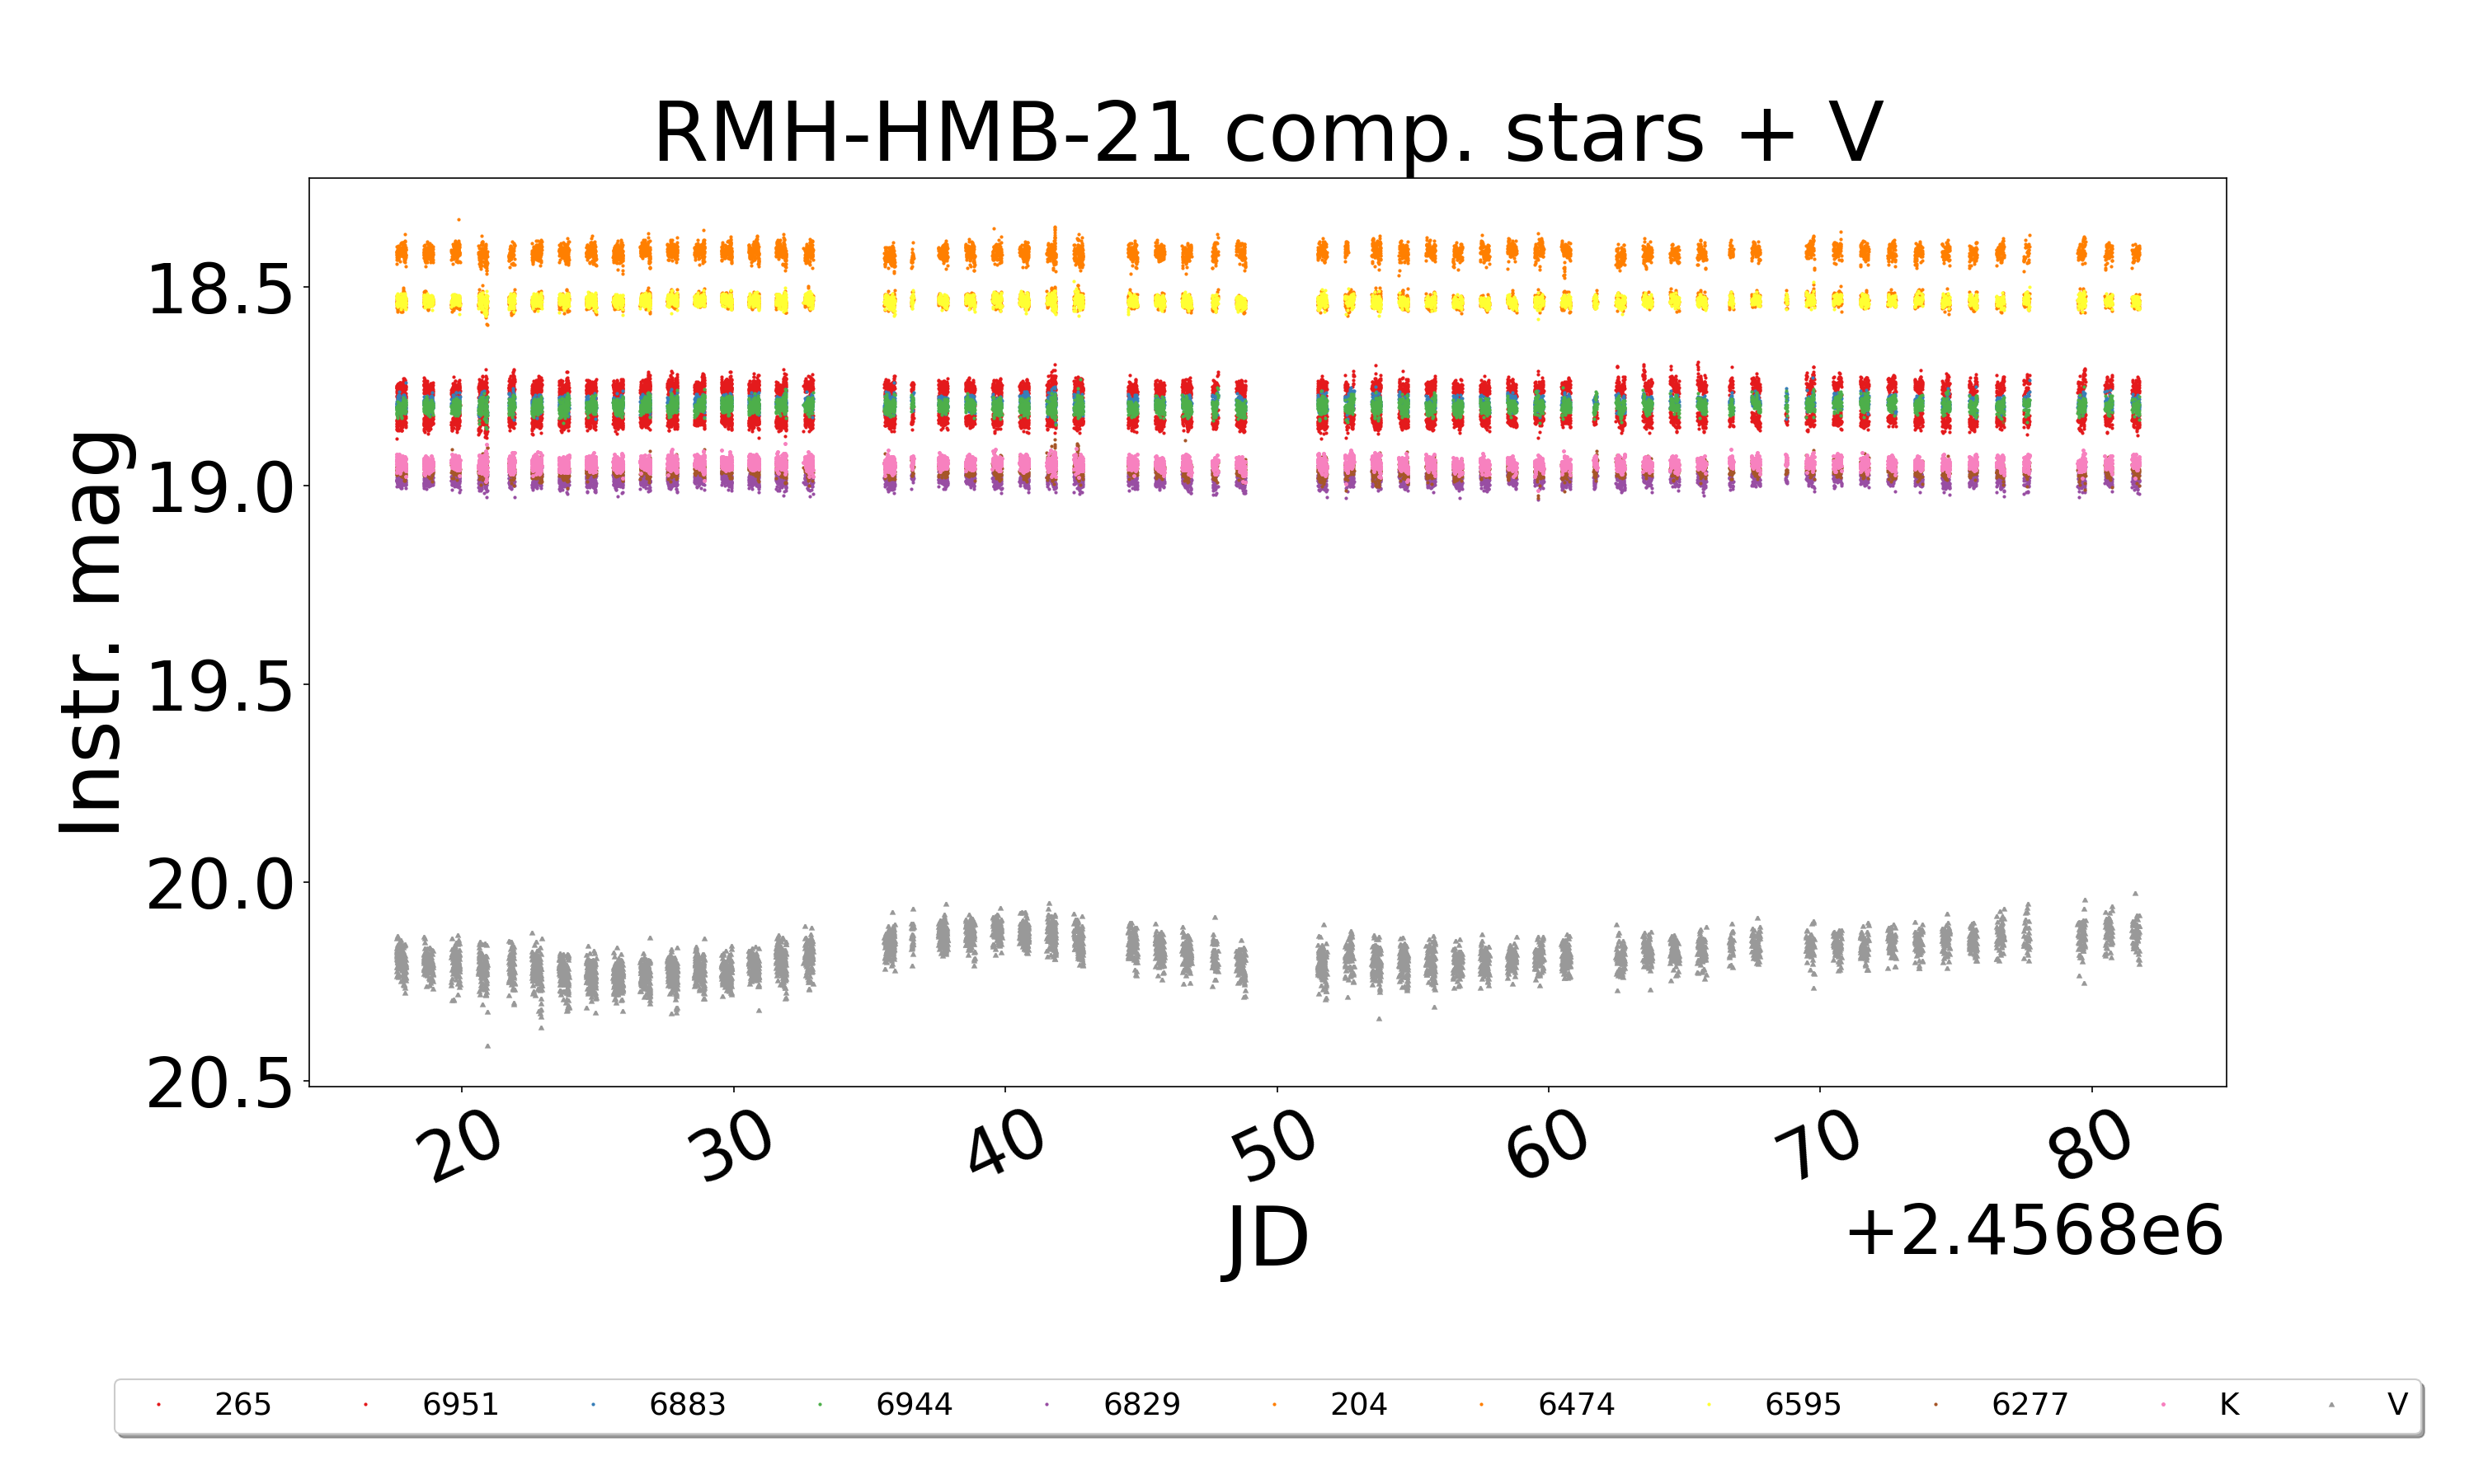 RMH-HMB-21 comp. stars + V
Instr. mag
18.5
19.0
19.5
20.0
20.5
20 30 40 50 60 70 80
JD
+2.4568e6
265 6951 6883 6944 6829 204 6474 6595 6277 K V